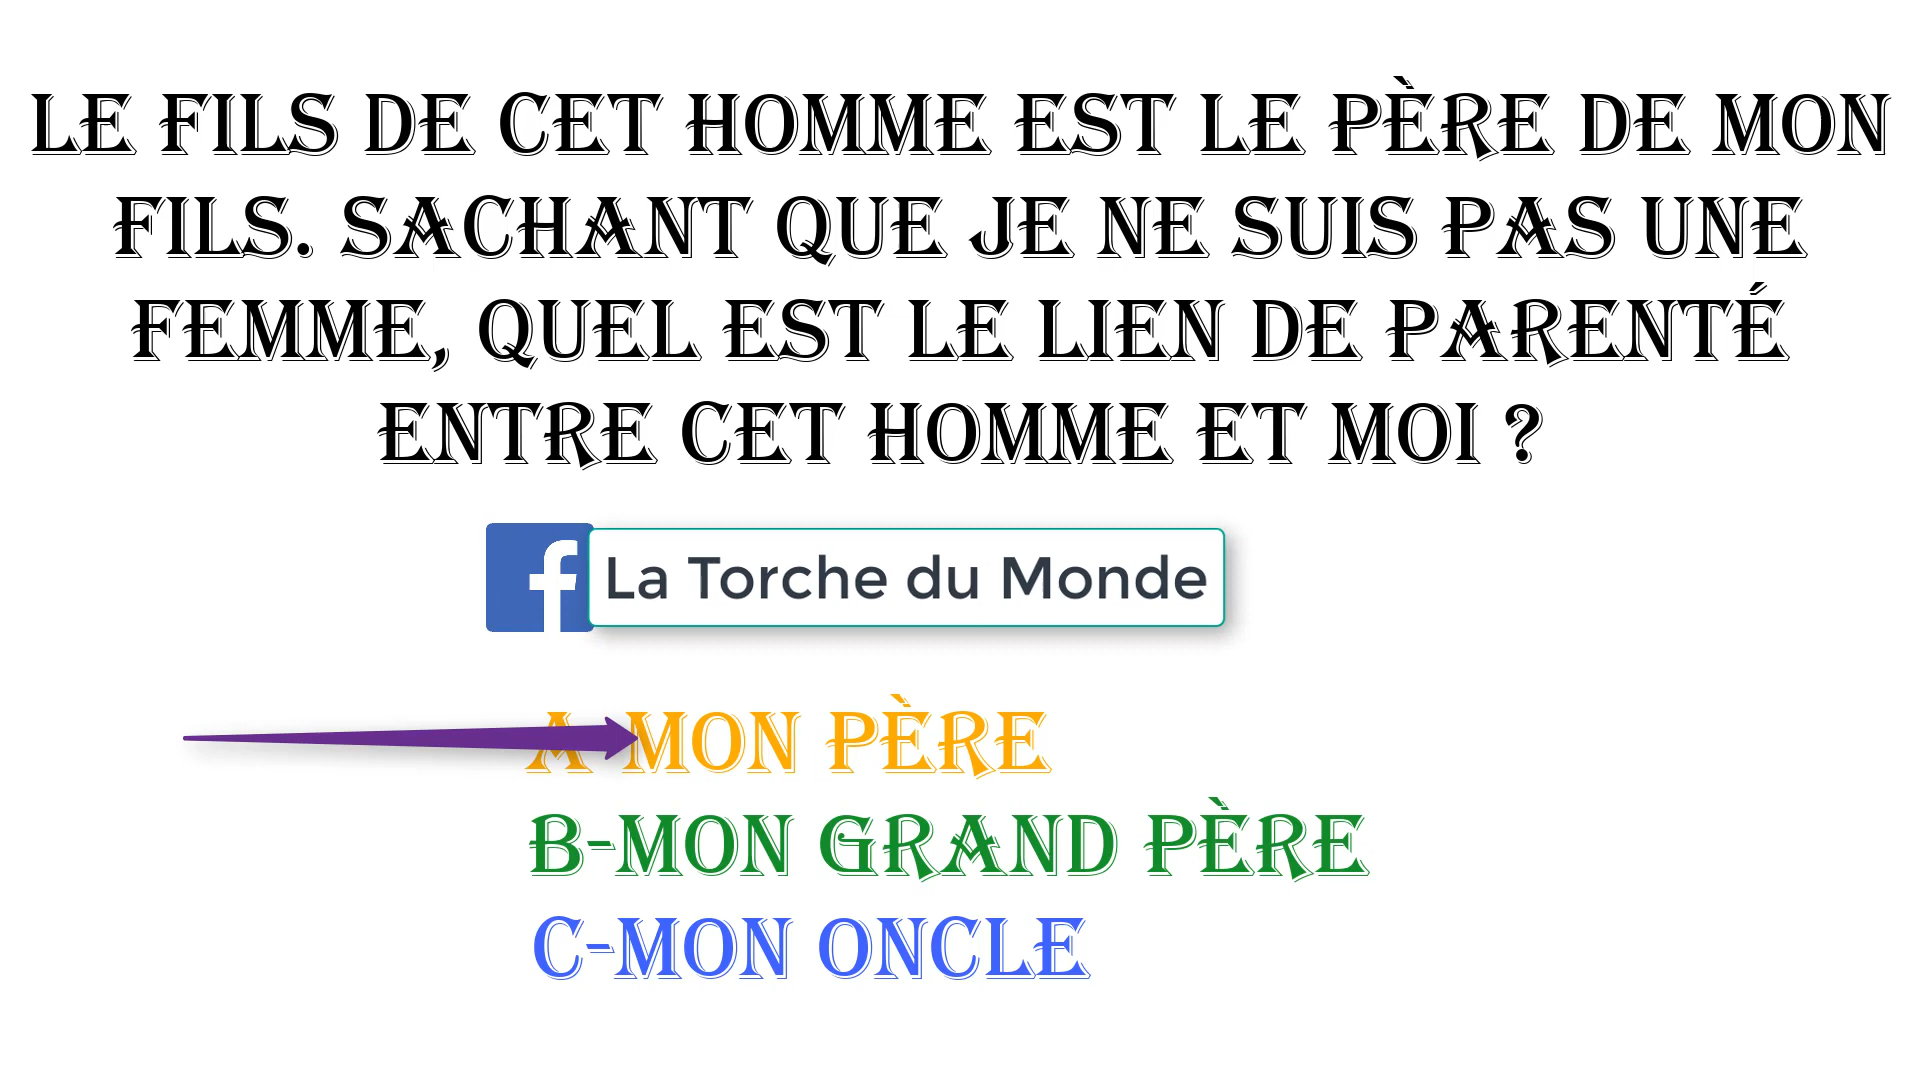 LE FILS DE CET HOMME EST LE PÈRE DE MON
FILS. SACHANT QUE JE NE SUIS PAS UNE
FEMME, QUEL EST LE LIEN DE PARENTÉ
ENTRE CET HOMME ET MOI ?
f La Torche du Monde
A MON PÈRE
B-MON GRAND PÈRE
C-MON ONCLE